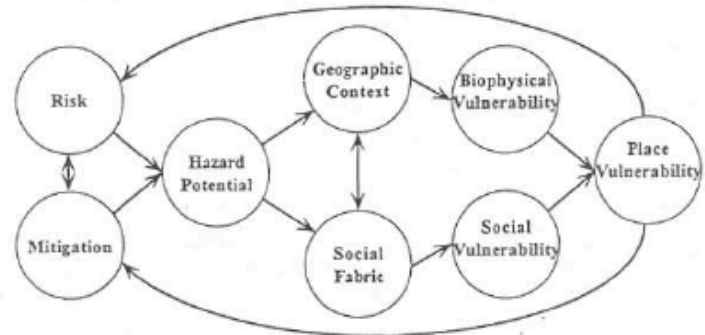 Risk
Mitigation
Hazard
Potential
Geographic
Context
Social
Fabric
Biophysical
Vulnerability
Social
Vulnerability
Place
Vulnerability